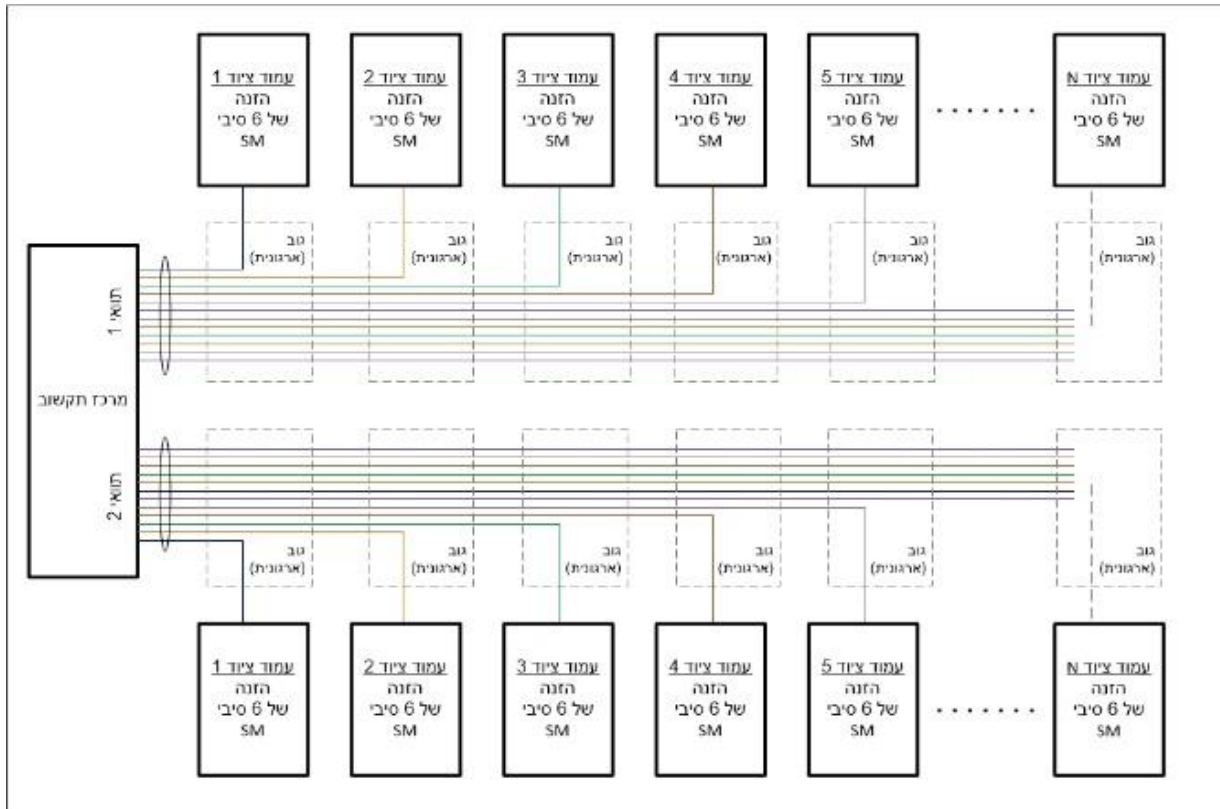 עמוד ציוד 1
הזנה
של 6 סיבי
SM
עמוד ציוד 2
הזנה
של 6 סיבי
SM
עמוד ציוד 3
הזנה
של 6 סיבי
SM
עמוד ציוד 4
הזנה
של 6 סיבי
SM
עמוד ציוד 5
הזנה
של 6 סיבי
SM
עמוד ציוד N
הזנה
של 6 סיבי
SM
גוב
(ארגונית)
גוב
(ארגונית)
גוב
(ארגונית)
גוב
(ארגונית)
גוב
(ארגונית)
גוב
(ארגונית)
תוואי 1
מרכז תקשוב
תוואי 2
גוב
(ארגונית)
גוב
(ארגונית)
גוב
(ארגונית)
גוב
(ארגונית)
גוב
(ארגונית)
גוב
(ארגונית)
עמוד ציוד 1
הזנה
של 6 סיבי
SM
עמוד ציוד 2
הזנה
של 6 סיבי
SM
עמוד ציוד 3
הזנה
של 6 סיבי
SM
עמוד ציוד 4
הזנה
של 6 סיבי
SM
עמוד ציוד 5
הזנה
של 6 סיבי
SM
עמוד ציוד N
הזנה
של 6 סיבי
SM